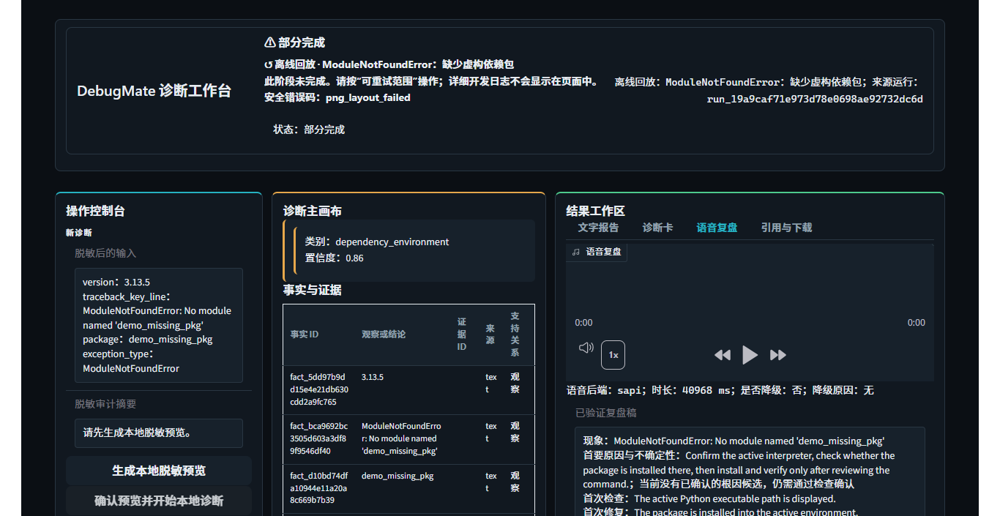 DebugMate 诊断工作台
⚠ 部分完成
↺ 离线回放 · ModuleNotFoundError：缺少虚构依赖包
此阶段未完成。请按“可重试范围”操作；详细开发日志不会显示在页面中。
安全错误码：png_layout_failed
状态：部分完成
离线回放：ModuleNotFoundError：缺少虚构依赖包；来源运行：
run_19a9caf71e973d78e0698ae92732dc6d
操作控制台
新诊断
脱敏后的输入
version：3.13.5
traceback_key_line：
ModuleNotFoundError: No module
named 'demo_missing_pkg'
package：demo_missing_pkg
exception_type：
ModuleNotFoundError
脱敏审计摘要
请先生成本地脱敏预览。
生成本地脱敏预览
确认预览并开始本地诊断
诊断主画布
类别：dependency_environment
置信度：0.86
事实与证据
事实 ID 观察或结论 证据 ID 来源 支持关系
fact_5dd97b9d 3.13.5 tex 观
d15e4e21db630 t 察
cdd2a9fc765
fact_bca9692bc ModuleNotFoundErro tex 观
3505d603a3df8 r: No module named t 察
9f9546df40 'demo_missing_pkg'
fact_d10bd74df demo_missing_pkg tex 观
a10944e11a20a t 察
8c669b7b39
结果工作区
文字报告 诊断卡 语音复盘 引用与下载
♫ 语音复盘
0:00 0:00
1x
语音后端：sapi；时长：40968 ms；是否降级：否；降级原因：无
已验证复盘稿
现象：ModuleNotFoundError: No module named 'demo_missing_pkg'
首要原因与不确定性：Confirm the active interpreter, check whether the
package is installed there, then install and verify only after reviewing the
command.；当前没有已确认的根因候选，仍需通过检查确认
首次检查：The active Python executable path is displayed.
首次修复：The package is installed into the active environment.